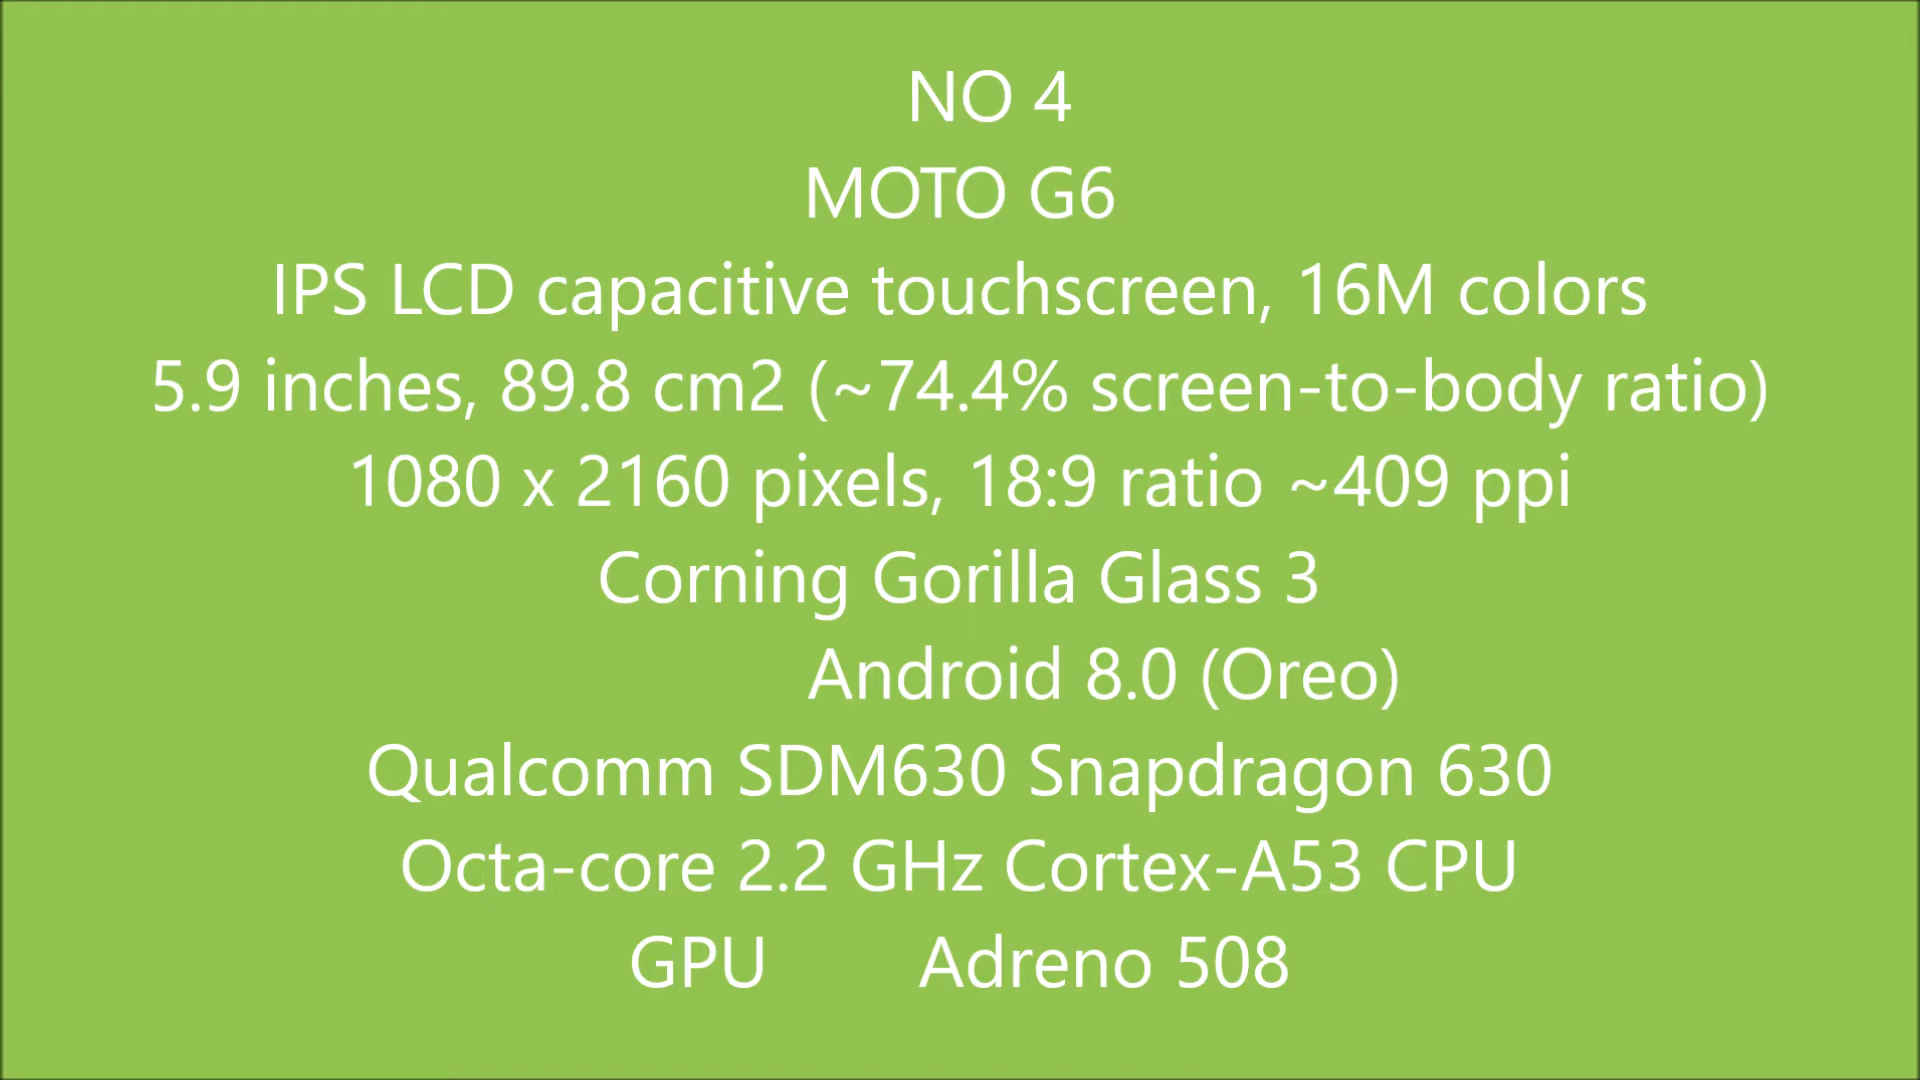 NO 4
MOTO G6
IPS LCD capacitive touchscreen, 16M colors
5.9 inches, 89.8 cm2 (~74.4% screen-to-body ratio)
1080 x 2160 pixels, 18:9 ratio ~409 ppi
Corning Gorilla Glass 3
Android 8.0 (Oreo)
Qualcomm SDM630 Snapdragon 630
Octa-core 2.2 GHz Cortex-A53 CPU
GPU Adreno 508